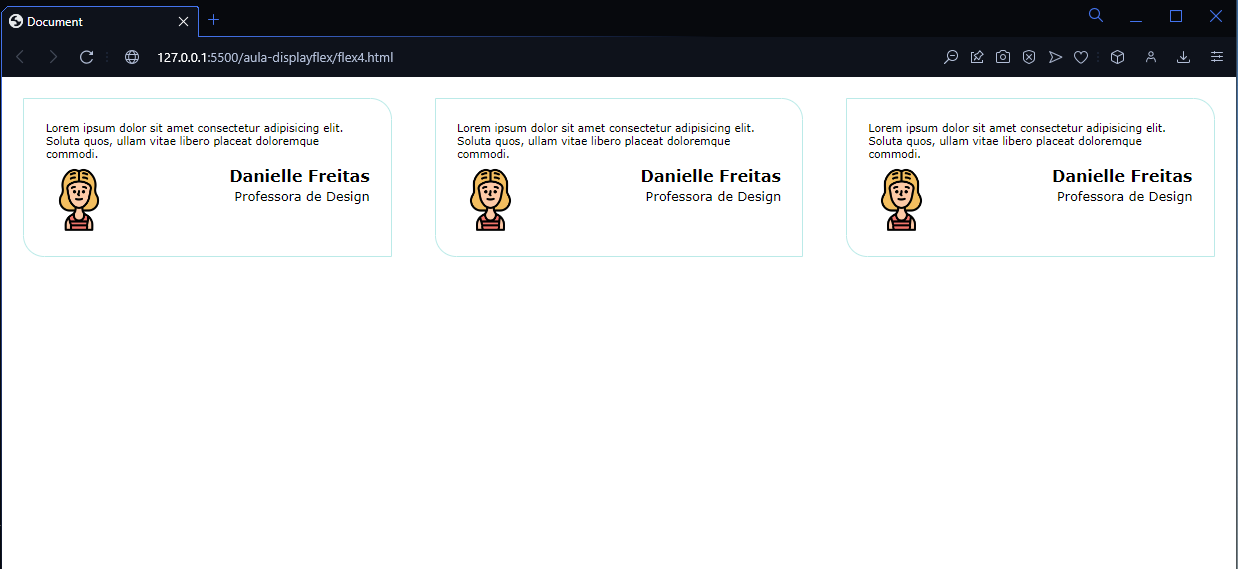 Document
127.0.0.1:5500/aula-displayflex/flex4.html
Lorem ipsum dolor sit amet consectetur adipisicing elit.
Soluta quos, ullam vitae libero placeat doloremque
commodi.
Danielle Freitas
Professora de Design
Lorem ipsum dolor sit amet consectetur adipisicing elit.
Soluta quos, ullam vitae libero placeat doloremque
commodi.
Danielle Freitas
Professora de Design
Lorem ipsum dolor sit amet consectetur adipisicing elit.
Soluta quos, ullam vitae libero placeat doloremque
commodi.
Danielle Freitas
Professora de Design